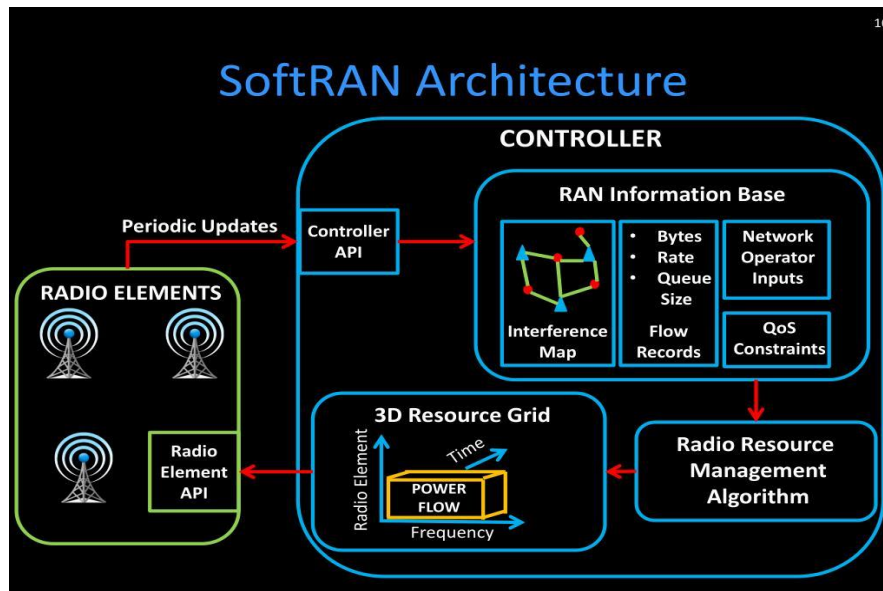 SoftRAN Architecture
CONTROLLER
RAN Information Base
Periodic Updates
Controller
API
• Bytes
• Rate
• Queue
Size
Flow
Records
Interference
Map
Network
Operator
Inputs
QoS
Constraints
RADIO ELEMENTS
Radio
Element
API
3D Resource Grid
Radio Element
Time
POWER
FLOW
Frequency
Radio Resource
Management
Algorithm